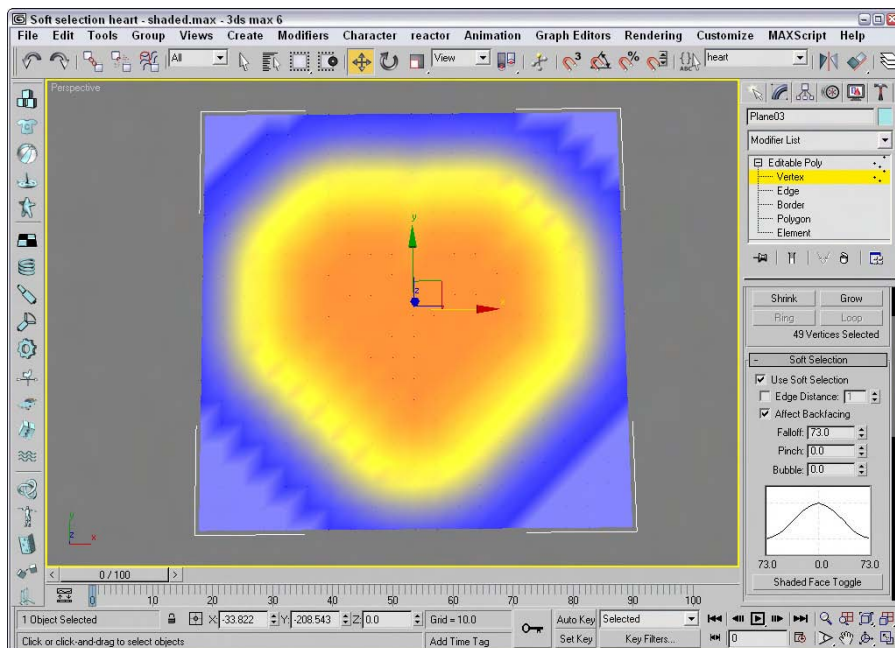 Soft selection heart - shaded.max - 3ds max 6
File Edit Tools Group Views Create Modifiers Character reactor Animation Graph Editors Rendering Customize MAXScript Help
All View heart
Perspective
y
z
x
Plane03
Modifier List
Editable Poly
Vertex
Edge
Border
Polygon
Element
Shrink Grow
Ring Loop
49 Vertices Selected
- Soft Selection
Use Soft Selection
Edge Distance: 1
Affect Backfacing
Falloff: 73.0
Pinch: 0.0
Bubble: 0.0
73.0 0.0 73.0
Shaded Face Toggle
y
z x
< 0 / 100 >
0 10 20 30 40 50 60 70 80 90 100
1 Object Selected X: -33.822 Y: -208.543 Z: 0.0 Grid = 10.0 Auto Key Selected
Click or click-and-drag to select objects Add Time Tag Set Key Key Filters... 0